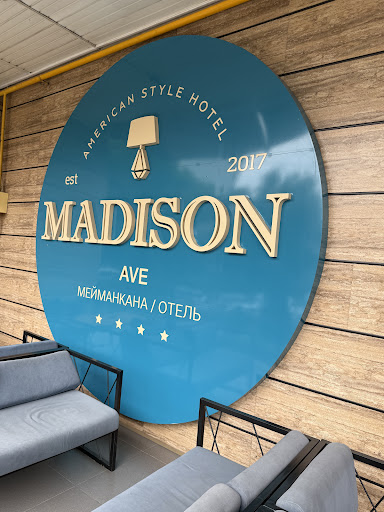 AMERICAN STYLE HOTEL
est 2017
MADISON
AVE
МЕЙМАНКАНА / ОТЕЛЬ